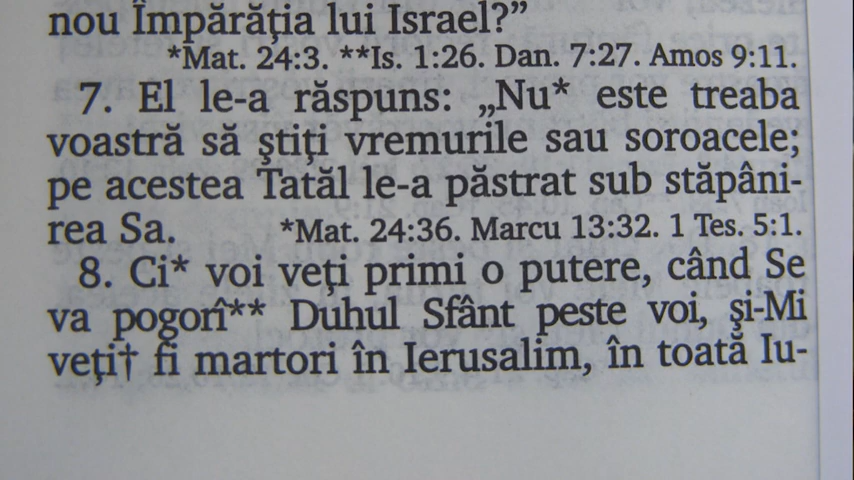 nou Împărăţia lui Israel?”
*Mat. 24:3. **Is. 1:26. Dan. 7:27. Amos 9:11.
7. El le-a răspuns: „Nu* este treaba
voastră să ştiţi vremurile sau soroacele;
pe acestea Tatăl le-a păstrat sub stăpâni-
rea Sa. *Mat. 24:36. Marcu 13:32. 1 Tes. 5:1.
8. Ci* voi veţi primi o putere, când Se
va pogorî** Duhul Sfânt peste voi, şi-Mi
veţi† fi martori în Ierusalim, în toată Iu-